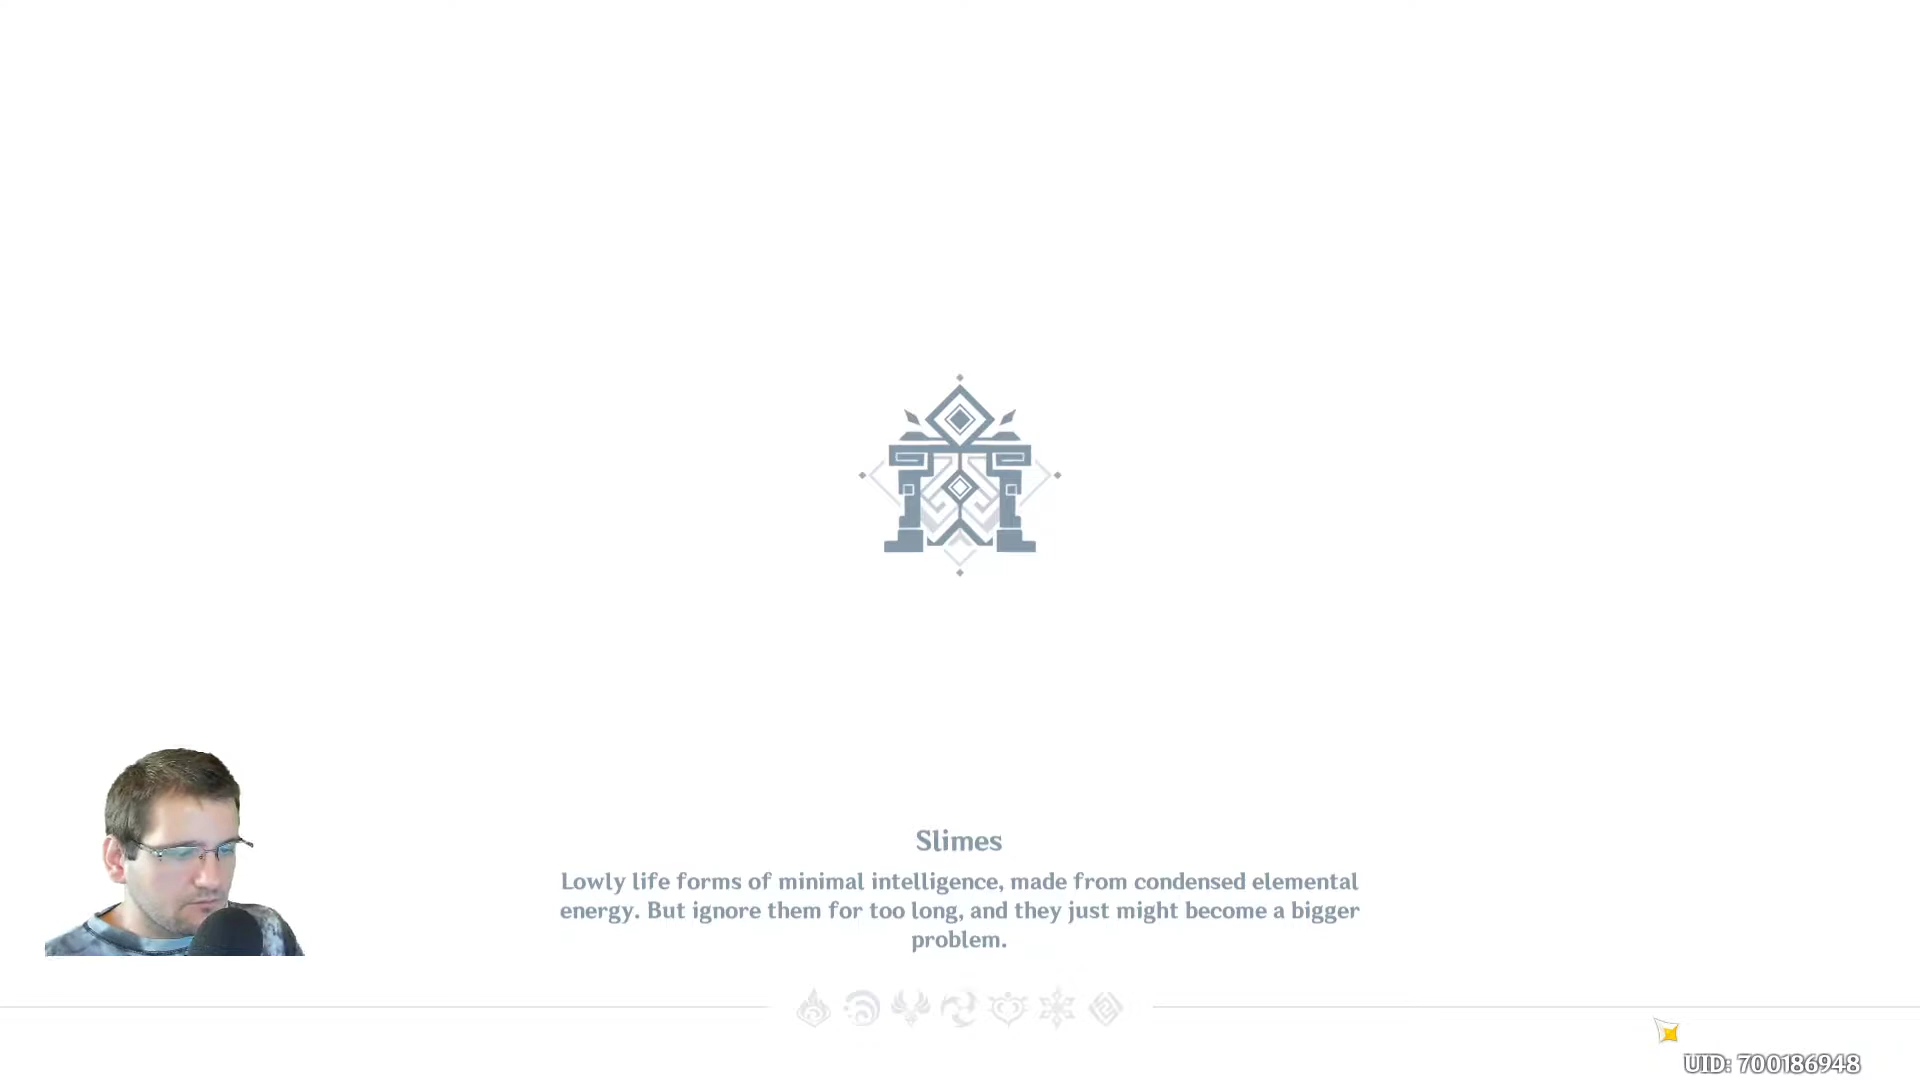 Slimes
Lowly life forms of minimal intelligence, made from condensed elemental
energy. But ignore them for too long, and they just might become a bigger
problem.
UID: 700186948